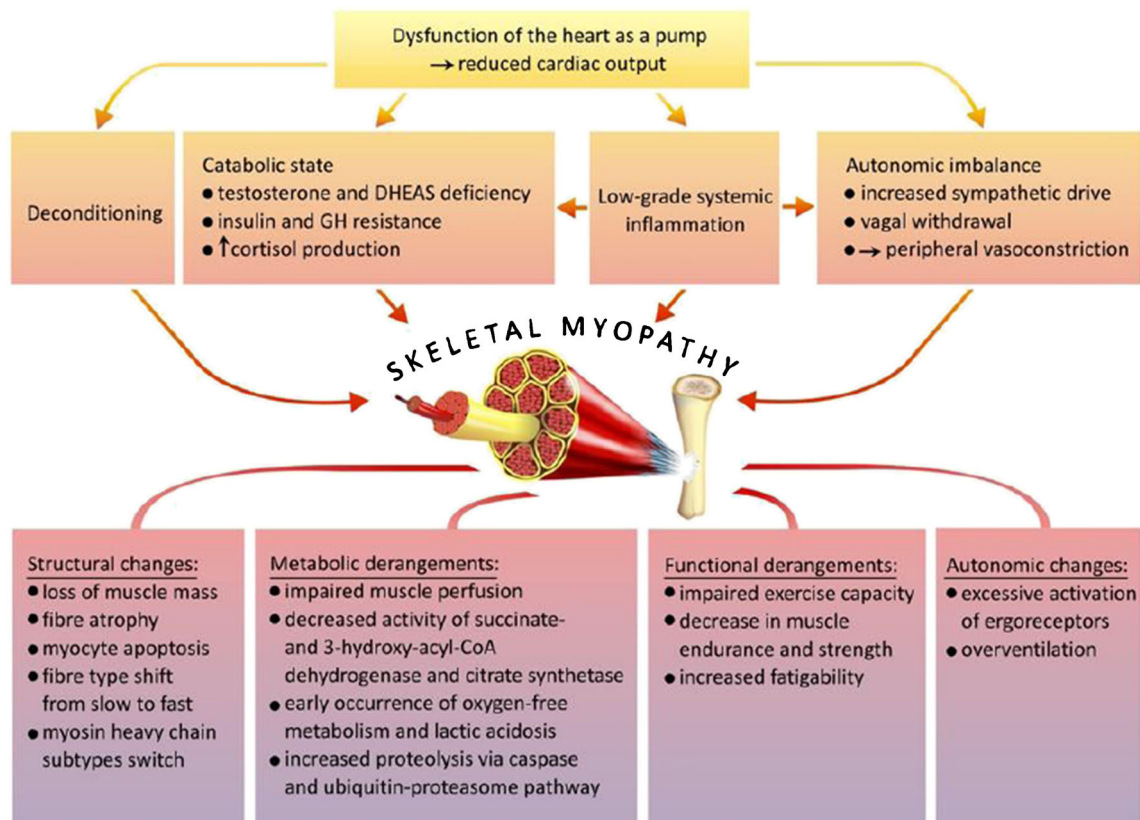 Dysfunction of the heart as a pump
→ reduced cardiac output
Deconditioning
Catabolic state
● testosterone and DHEAS deficiency
● insulin and GH resistance
● ↑cortisol production
Low-grade systemic
inflammation
Autonomic imbalance
● increased sympathetic drive
● vagal withdrawal
● → peripheral vasoconstriction
SKELETAL MYOPATHY
Structural changes:
● loss of muscle mass
● fibre atrophy
● myocyte apoptosis
● fibre type shift
from slow to fast
● myosin heavy chain
subtypes switch
Metabolic derangements:
● impaired muscle perfusion
● decreased activity of succinate-
and 3-hydroxy-acyl-CoA
dehydrogenase and citrate synthetase
● early occurrence of oxygen-free
metabolism and lactic acidosis
● increased proteolysis via caspase
and ubiquitin-proteasome pathway
Functional derangements:
● impaired exercise capacity
● decrease in muscle
endurance and strength
● increased fatigability
Autonomic changes:
● excessive activation
of ergoreceptors
● overventilation